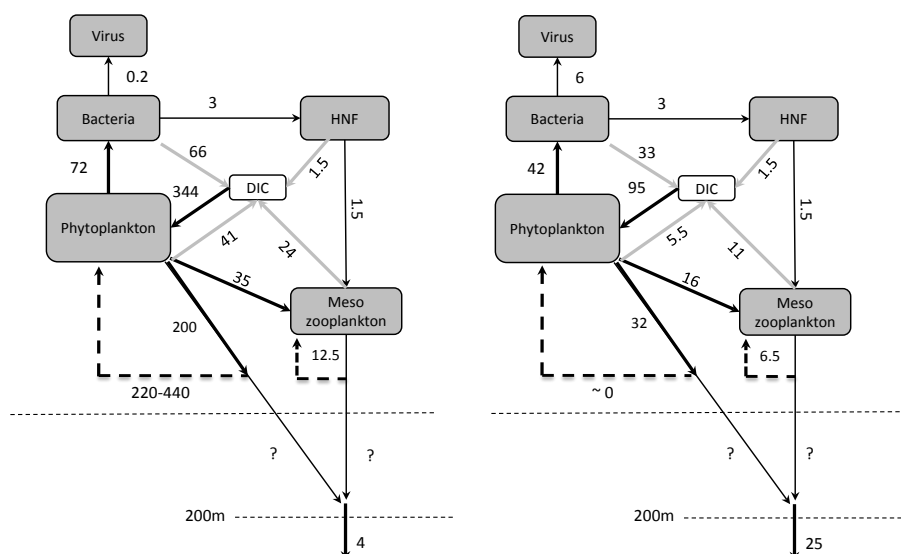 Virus
0.2
Bacteria
3
HNF
72
66
1.5
344
DIC
Phytoplankton
41
24
1.5
35
200
Meso
zooplankton
12.5
220-440
?
?
200m
4
Virus
6
Bacteria
3
HNF
42
33
1.5
95
DIC
Phytoplankton
5.5
11
1.5
16
32
Meso
zooplankton
6.5
~ 0
?
?
200m
25